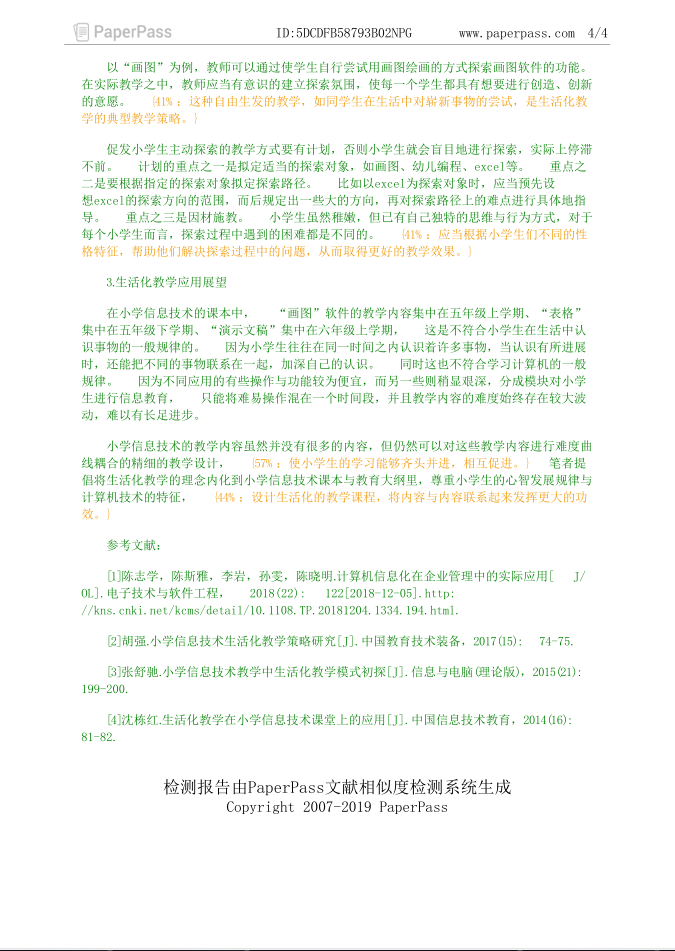 PaperPass ID:5DCDFB58793B02NPG www.paperpass.com 4/4
以“画图”为例，教师可以通过使学生自行尝试用画图绘画的方式探索画图软件的功能。
在实际教学之中，教师应当有意识的建立探索氛围，使每一个学生都具有想要进行创造、创新
的意愿。 {41%：这种自由生发的教学，如同学生在生活中对崭新事物的尝试，是生活化教
学的典型教学策略。}
促发小学生主动探索的教学方式要有计划，否则小学生就会盲目地进行探索，实际上停滞
不前。 计划的重点之一是拟定适当的探索对象，如画图、幼儿编程、excel等。 重点之
二是要根据指定的探索对象拟定探索路径。 比如以excel为探索对象时，应当预先设
想excel的探索方向的范围，而后规定出一些大的方向，再对探索路径上的难点进行具体地指
导。 重点之三是因材施教。 小学生虽然稚嫩，但已有自己独特的思维与行为方式，对于
每个小学生而言，探索过程中遇到的困难都是不同的。 {41%：应当根据小学生们不同的性
格特征，帮助他们解决探索过程中的问题，从而取得更好的教学效果。}
3.生活化教学应用展望
在小学信息技术的课本中， “画图”软件的教学内容集中在五年级上学期、“表格”
集中在五年级下学期、“演示文稿”集中在六年级上学期， 这是不符合小学生在生活中认
识事物的一般规律的。 因为小学生往往在同一时间之内认识着许多事物，当认识有所进展
时，还能把不同的事物联系在一起，加深自己的认识。 同时这也不符合学习计算机的一般
规律。 因为不同应用的有些操作与功能较为便宜，而另一些则稍显艰深，分成模块对小学
生进行信息教育， 只能将难易操作混在一个时间段，并且教学内容的难度始终存在较大波
动，难以有长足进步。
小学信息技术的教学内容虽然并没有很多的内容，但仍然可以对这些教学内容进行难度曲
线耦合的精细的教学设计， {57%：使小学生的学习能够齐头并进，相互促进。} 笔者提
倡将生活化教学的理念内化到小学信息技术课本与教育大纲里，尊重小学生的心智发展规律与
计算机技术的特征， {44%：设计生活化的教学课程，将内容与内容联系起来发挥更大的功
效。}
参考文献：
[1]陈志学，陈斯雅，李岩，孙雯，陈晓明.计算机信息化在企业管理中的实际应用[ J/
OL].电子技术与软件工程， 2018(22): 122[2018-12-05].http:
//kns.cnki.net/kcms/detail/10.1108.TP.20181204.1334.194.html.
[2]胡强.小学信息技术生活化教学策略研究[J].中国教育技术装备，2017(15): 74-75.
[3]张舒驰.小学信息技术教学中生活化教学模式初探[J].信息与电脑(理论版)，2015(21):
199-200.
[4]沈栋红.生活化教学在小学信息技术课堂上的应用[J].中国信息技术教育，2014(16):
81-82.
检测报告由PaperPass文献相似度检测系统生成
Copyright 2007-2019 PaperPass